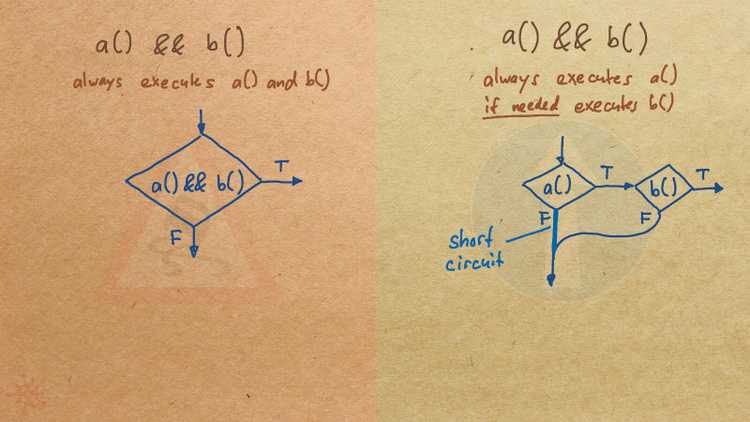 a() && b()
always executes a() and b()
a() && b()
T
F
a() && b()
always executes a()
if needed executes b()
a()
T
b()
T
F
F
short
circuit